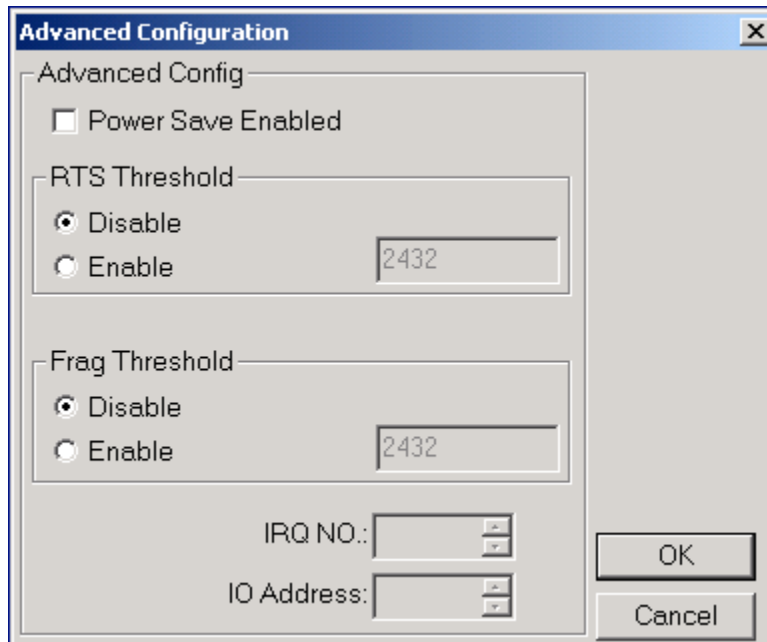 Advanced Configuration
Advanced Config
Power Save Enabled
RTS Threshold
Disable
Enable
2432
Frag Threshold
Disable
Enable
2432
IRQ NO.:
IO Address:
OK
Cancel